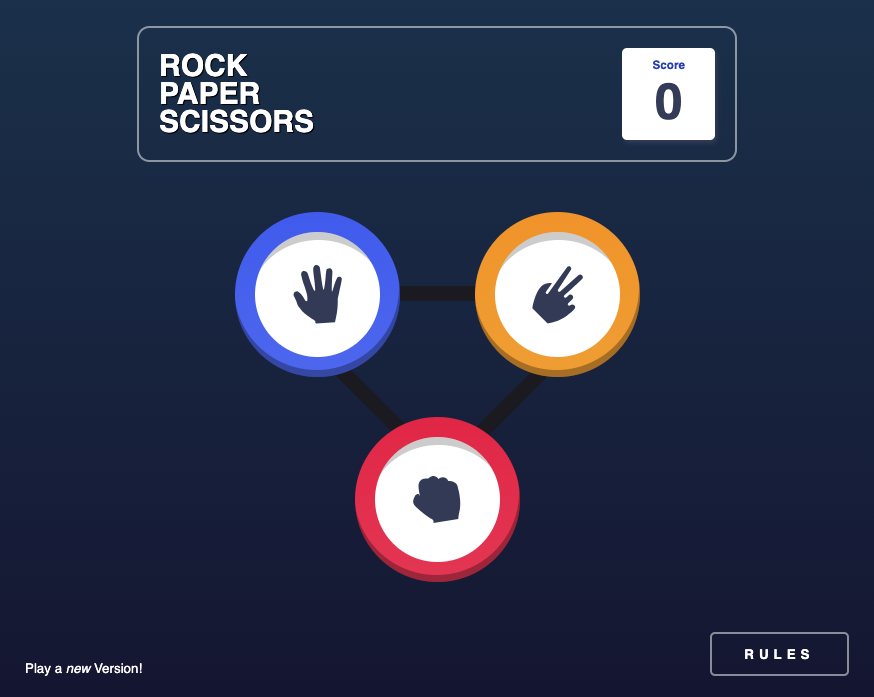 ROCK
PAPER
SCISSORS
Score
0
Play a new Version!
RULES